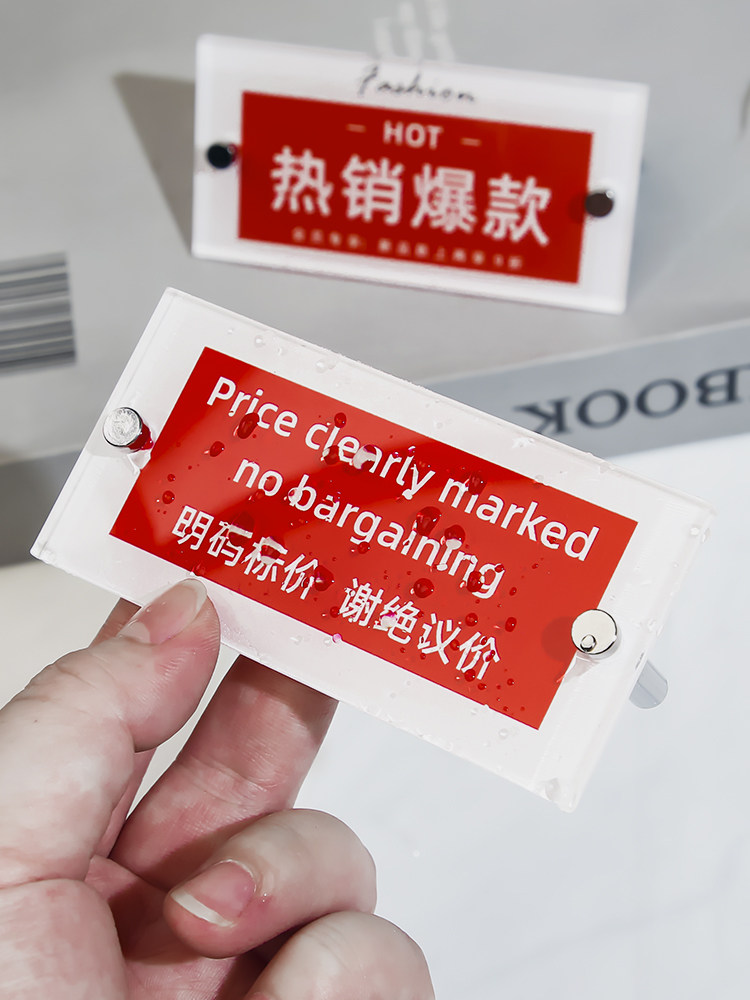 Fashion
HOT
热销爆款
BOOK
Price clearly marked
no bargaining
明码标价 谢绝议价